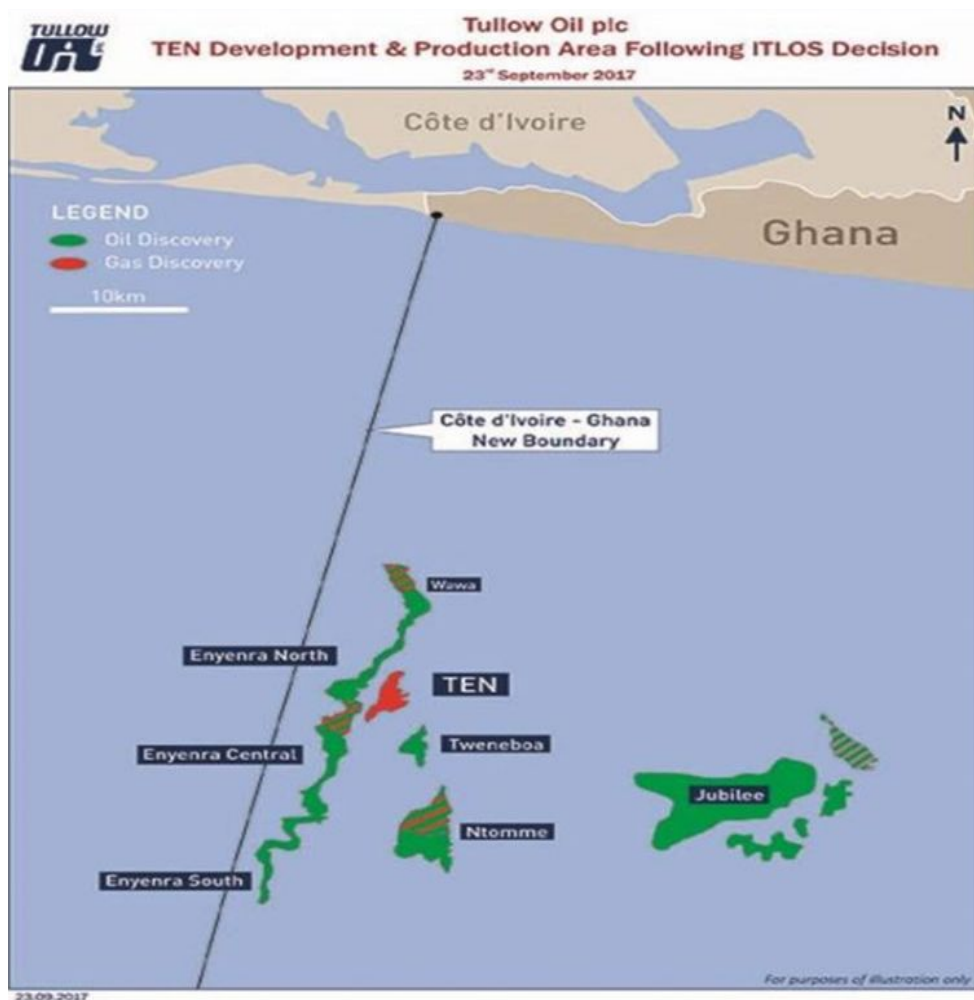 TULLOW
OIL
PLC
Tullow Oil plc
TEN Development & Production Area Following ITLOS Decision
23rd September 2017
Côte d'Ivoire
N
Ghana
LEGEND
Oil Discovery
Gas Discovery
10km
Côte d'Ivoire - Ghana
New Boundary
Wawa
Enyenra North
TEN
Tweneboa
Enyenra Central
Jubilee
Ntomme
Enyenra South
For purposes of illustration only
23.09.2017